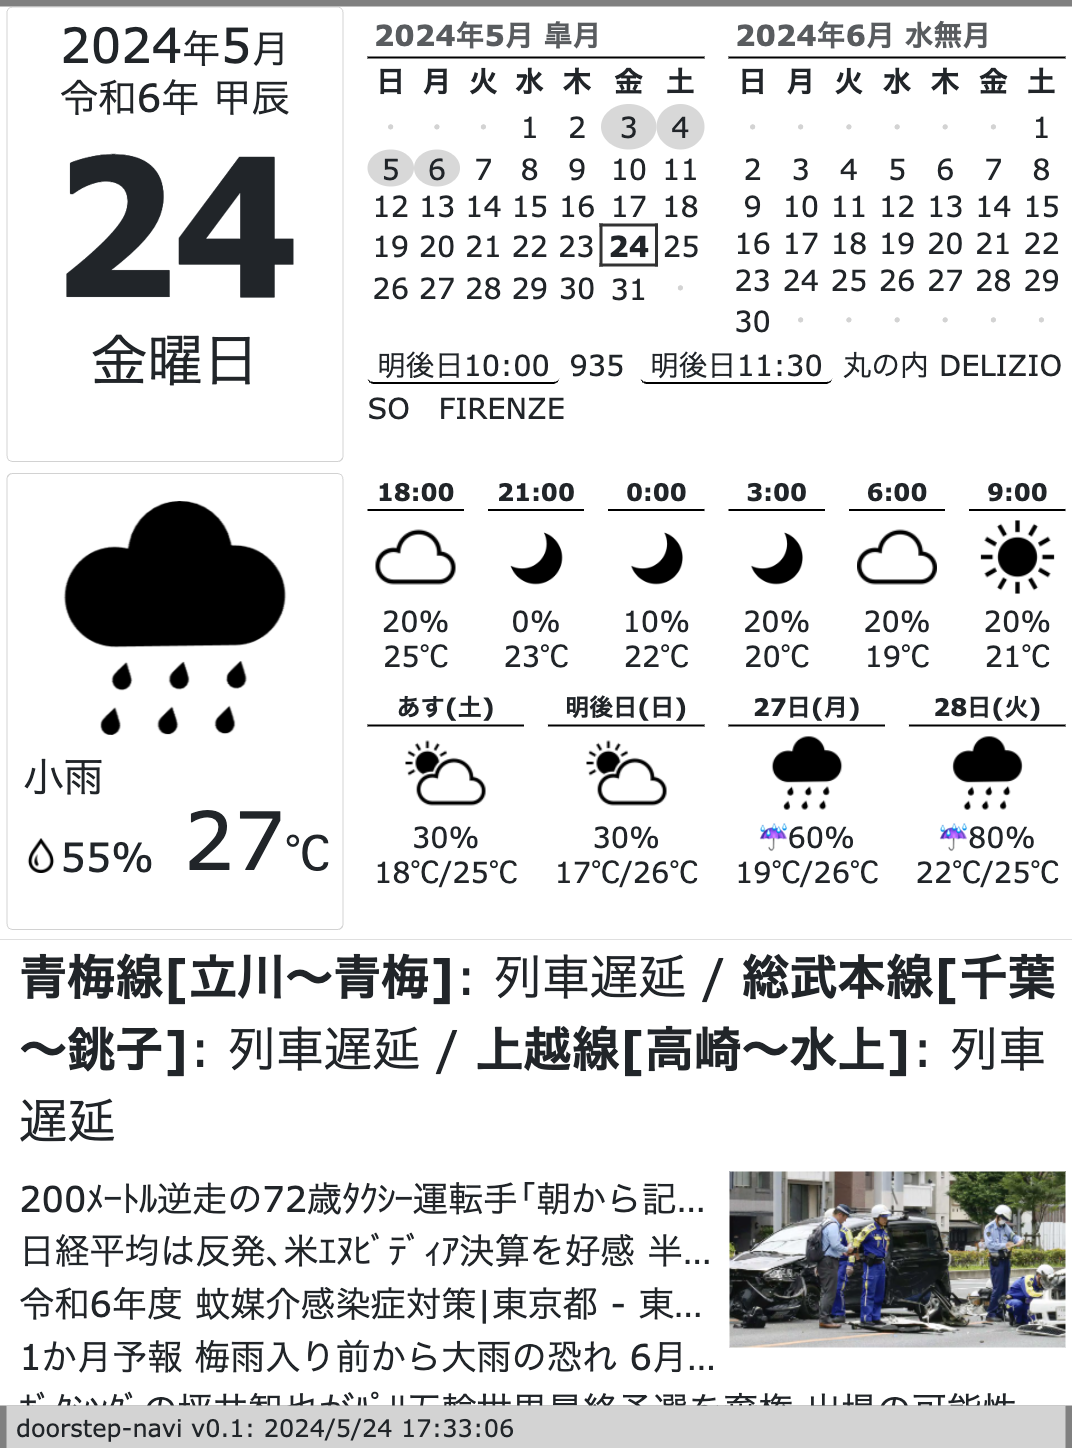 2024年5月
令和6年 甲辰
24
金曜日
2024年5月 皐月
日 月 火 水 木 金 土
・ ・ ・ 1 2 3 4
5 6 7 8 9 10 11
12 13 14 15 16 17 18
19 20 21 22 23 24 25
26 27 28 29 30 31 ・
2024年6月 水無月
日 月 火 水 木 金 土
・ ・ ・ ・ ・ ・ 1
2 3 4 5 6 7 8
9 10 11 12 13 14 15
16 17 18 19 20 21 22
23 24 25 26 27 28 29
30 ・ ・ ・ ・ ・ ・
明後日10:00 935 明後日11:30 丸の内 DELIZIO
SO　FIRENZE
小雨
55% 27℃
18:00 21:00 0:00 3:00 6:00 9:00
20% 0% 10% 20% 20% 20%
25℃ 23℃ 22℃ 20℃ 19℃ 21℃
あす(土) 明後日(日) 27日(月) 28日(火)
30% 30% ☔60% ☔80%
18℃/25℃ 17℃/26℃ 19℃/26℃ 22℃/25℃
青梅線[立川〜青梅]: 列車遅延 / 総武本線[千葉
〜銚子]: 列車遅延 / 上越線[高崎〜水上]: 列車
遅延
200ﾒｰﾄﾙ逆走の72歳ﾀｸｼｰ運転手｢朝から記…
日経平均は反発､米ｴﾇﾋﾞﾃﾞｨｱ決算を好感 半…
令和6年度 蚊媒介感染症対策|東京都 - 東…
1か月予報 梅雨入り前から大雨の恐れ 6月…
doorstep-navi v0.1: 2024/5/24 17:33:06